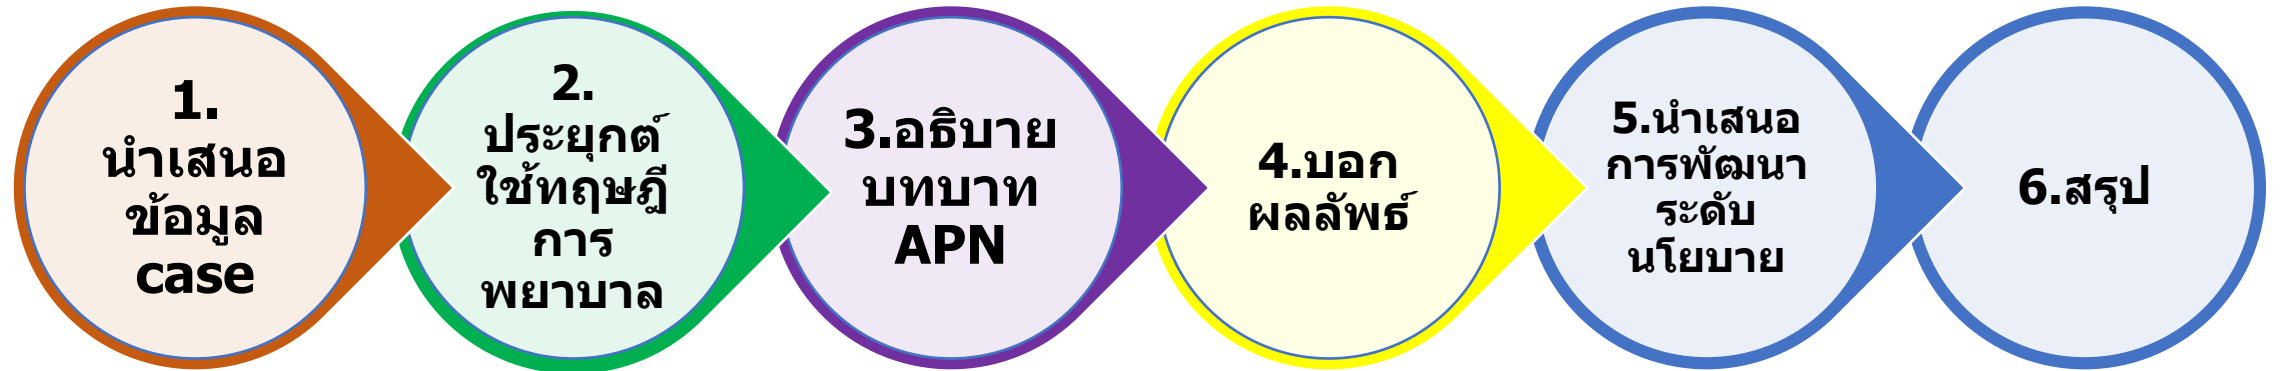 1.
นำเสนอ
ข้อมูล
case
2.
ประยุกต์
ใช้ทฤษฎี
การ
พยาบาล
3.อธิบาย
บทบาท
APN
4.บอก
ผลลัพธ์
5.นำเสนอ
การพัฒนา
ระดับ
นโยบาย
6.สรุป